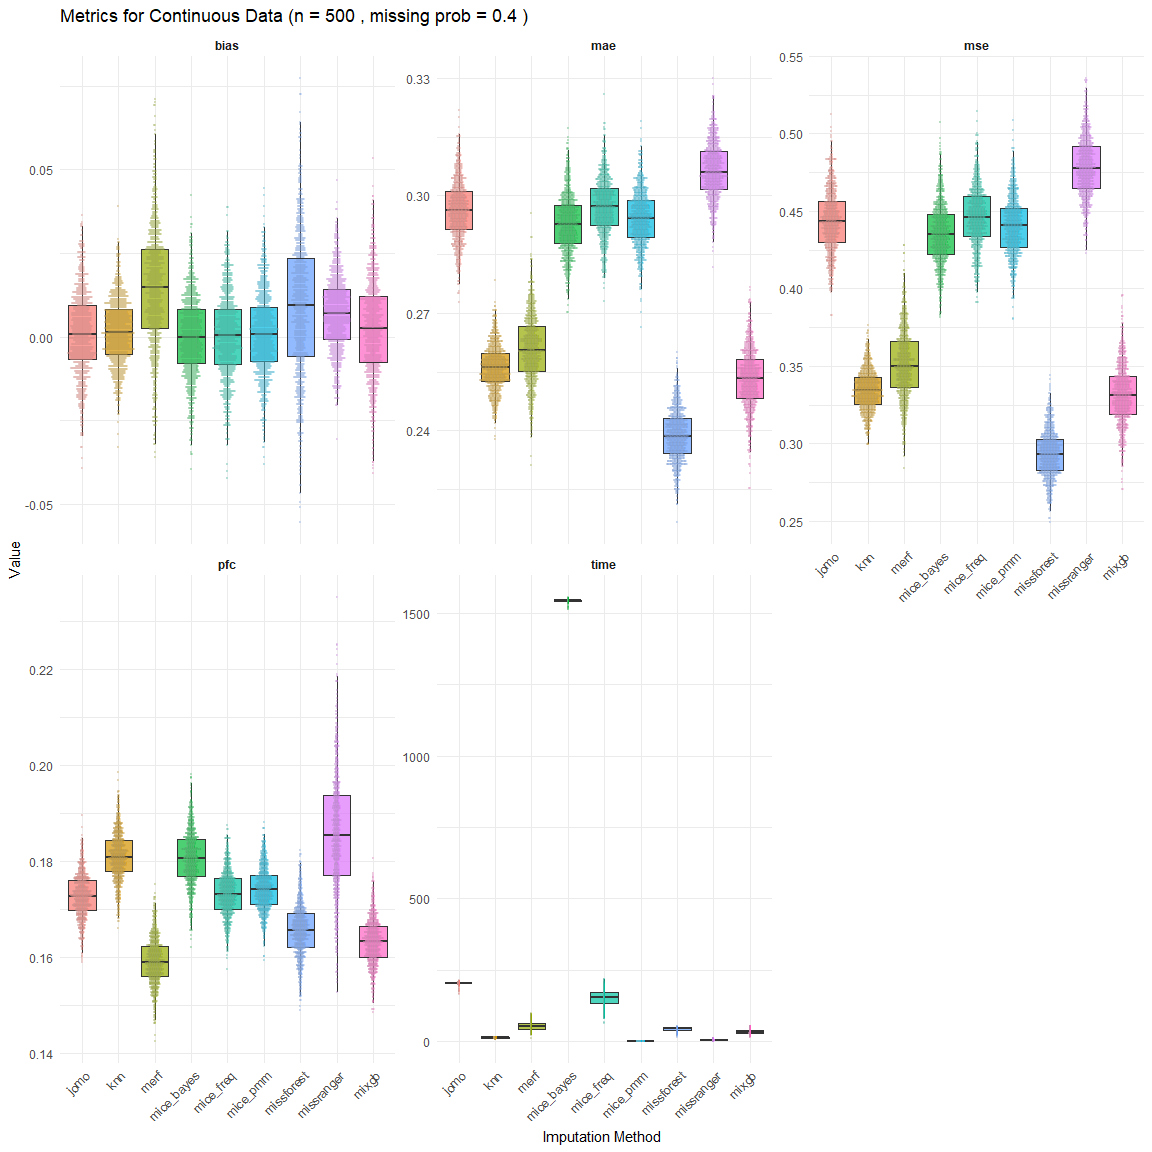 Metrics for Continuous Data (n = 500 , missing prob = 0.4 )
bias
mae
mse
0.05
0.00
-0.05
0.33
0.30
0.27
0.24
0.55
0.50
0.45
0.40
0.35
0.30
0.25
jomo
knn
merf
mice_bayes
mice_freq
mice_pmm
missforest
missranger
mixgb
Value
pfc
time
0.22
0.20
0.18
0.16
0.14
1500
1000
500
0
jomo
knn
merf
mice_bayes
mice_freq
mice_pmm
missforest
missranger
mixgb
jomo
knn
merf
mice_bayes
mice_freq
mice_pmm
missforest
missranger
mixgb
Imputation Method